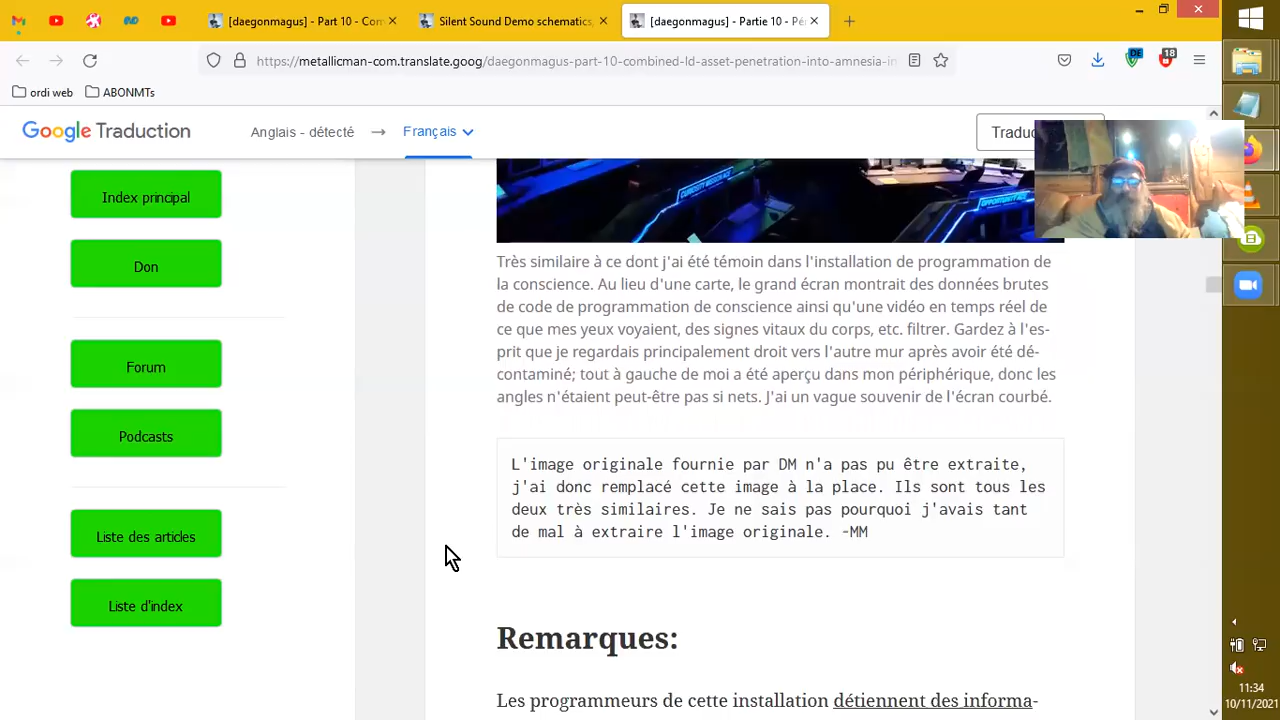 [daegonmagus] - Part 10 - Com
Silent Sound Demo schematics,
[daegonmagus] - Partie 10 - Pé
https://metallicman-com.translate.goog/daegonmagus-part-10-combined-ld-asset-penetration-into-amnesia-in
DE
18
ordi web
ABONMTs
Google Traduction
Anglais - détecté
Français
Traduc
Index principal
Don
Forum
Podcasts
Liste des articles
Liste d'index
CURIOSITY MISSION ACE
OPPORTUNITY ACE
Très similaire à ce dont j'ai été témoin dans l'installation de programmation de
la conscience. Au lieu d'une carte, le grand écran montrait des données brutes
de code de programmation de conscience ainsi qu'une vidéo en temps réel de
ce que mes yeux voyaient, des signes vitaux du corps, etc. filtrer. Gardez à l'es-
prit que je regardais principalement droit vers l'autre mur après avoir été dé-
contaminé; tout à gauche de moi a été aperçu dans mon périphérique, donc les
angles n'étaient peut-être pas si nets. J'ai un vague souvenir de l'écran courbé.
L'image originale fournie par DM n'a pas pu être extraite,
j'ai donc remplacé cette image à la place. Ils sont tous les
deux très similaires. Je ne sais pas pourquoi j'avais tant
de mal à extraire l'image originale. -MM
Remarques:
Les programmeurs de cette installation détiennent des informa-
11:34
10/11/2021